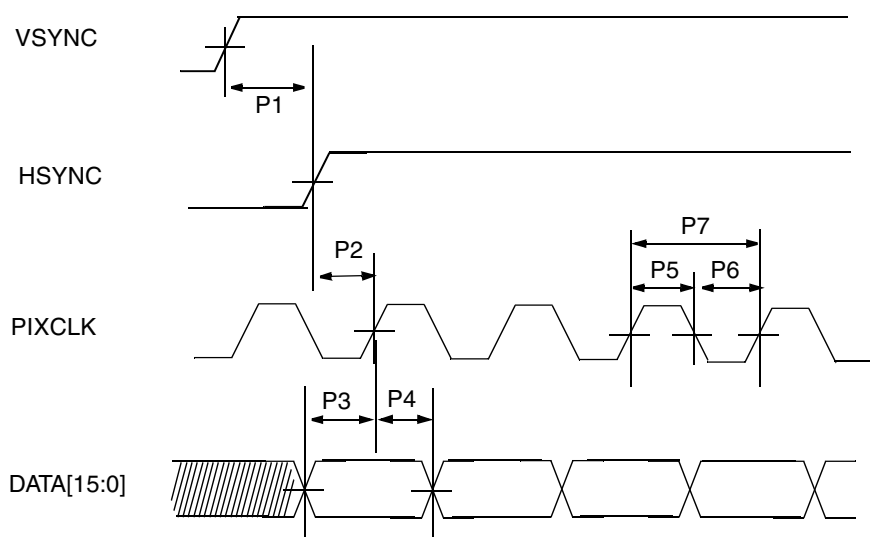 VSYNC
P1
HSYNC
P2
P7
P5 P6
PIXCLK
P3 P4
DATA[15:0]